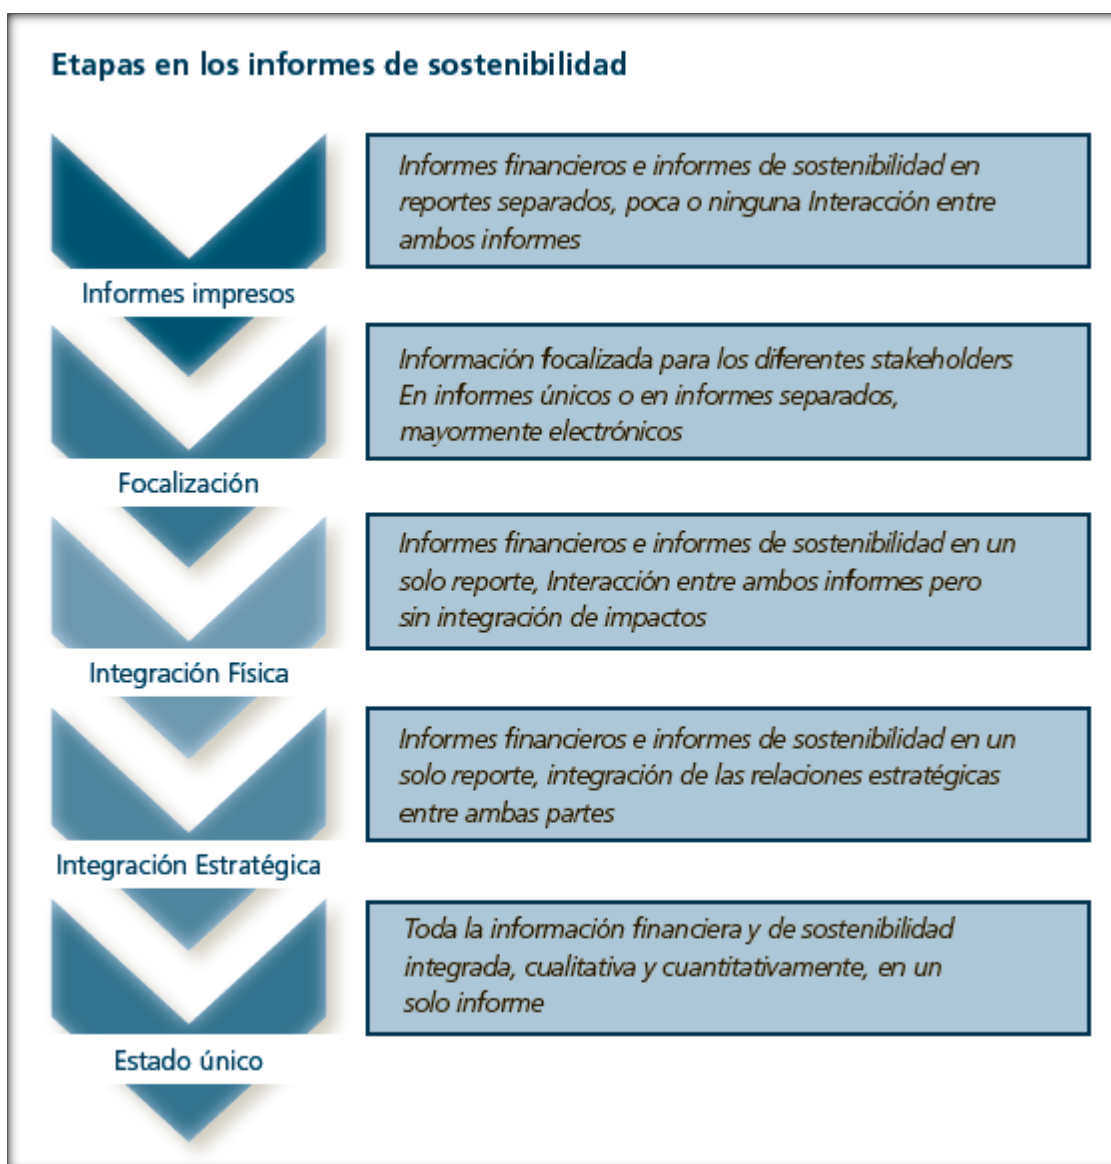 Etapas en los informes de sostenibilidad
Informes financieros e informes de sostenibilidad en
reportes separados, poca o ninguna Interacción entre
ambos informes
Informes impresos
Información focalizada para los diferentes stakeholders
En informes únicos o en informes separados,
mayormente electrónicos
Focalización
Informes financieros e informes de sostenibilidad en un
solo reporte, Interacción entre ambos informes pero
sin integración de impactos
Integración Física
Informes financieros e informes de sostenibilidad en un
solo reporte, integración de las relaciones estratégicas
entre ambas partes
Integración Estratégica
Toda la información financiera y de sostenibilidad
integrada, cualitativa y cuantitativamente, en un
solo informe
Estado único